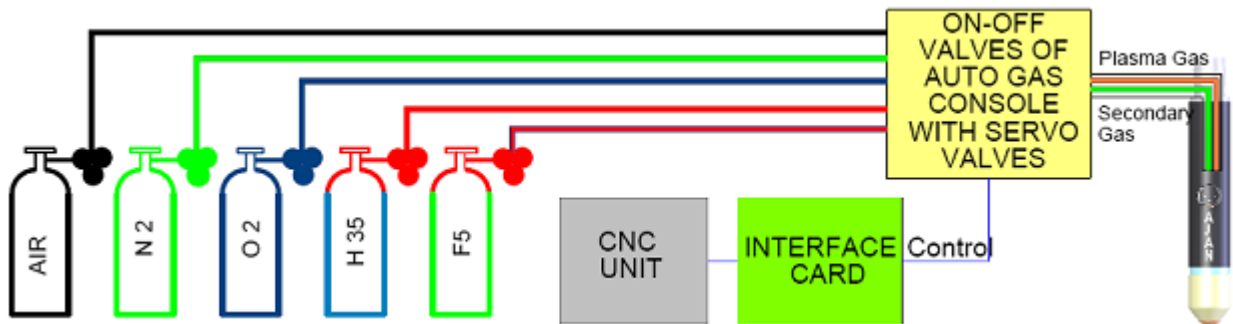 ON-OFF
VALVES OF
AUTO GAS
CONSOLE
WITH SERVO
VALVES
Plasma Gas
Secondary
Gas
AIR
N 2
O 2
H 35
F5
CNC
UNIT
INTERFACE
CARD
Control
AJAN